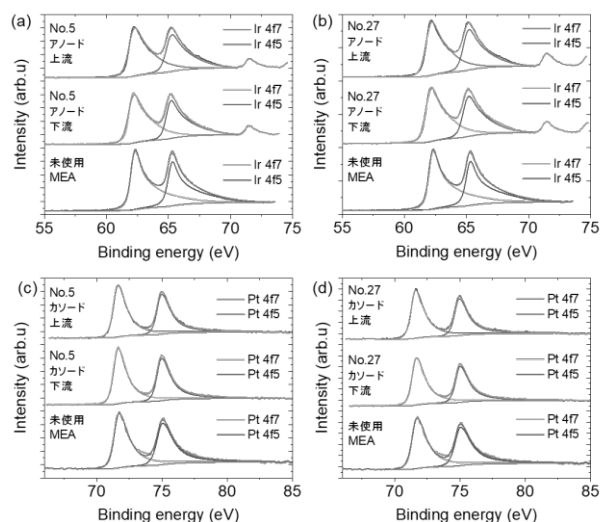 (a)
No.5
アノード
上流
Ir 4f7
Ir 4f5
No.5
アノード
下流
Ir 4f7
Ir 4f5
未使用
MEA
Ir 4f7
Ir 4f5
Intensity (arb.u)
55 60 65 70 75
Binding energy (eV)
(b)
No.27
アノード
上流
Ir 4f7
Ir 4f5
No.27
アノード
下流
Ir 4f7
Ir 4f5
未使用
MEA
Ir 4f7
Ir 4f5
Intensity (arb.u)
55 60 65 70 75
Binding energy (eV)
(c)
No.5
カソード
上流
Pt 4f7
Pt 4f5
No.5
カソード
下流
Pt 4f7
Pt 4f5
未使用
MEA
Pt 4f7
Pt 4f5
Intensity (arb.u)
70 75 80 85
Binding energy (eV)
(d)
No.27
カソード
上流
Pt 4f7
Pt 4f5
No.27
カソード
下流
Pt 4f7
Pt 4f5
未使用
MEA
Pt 4f7
Pt 4f5
Intensity (arb.u)
70 75 80 85
Binding energy (eV)